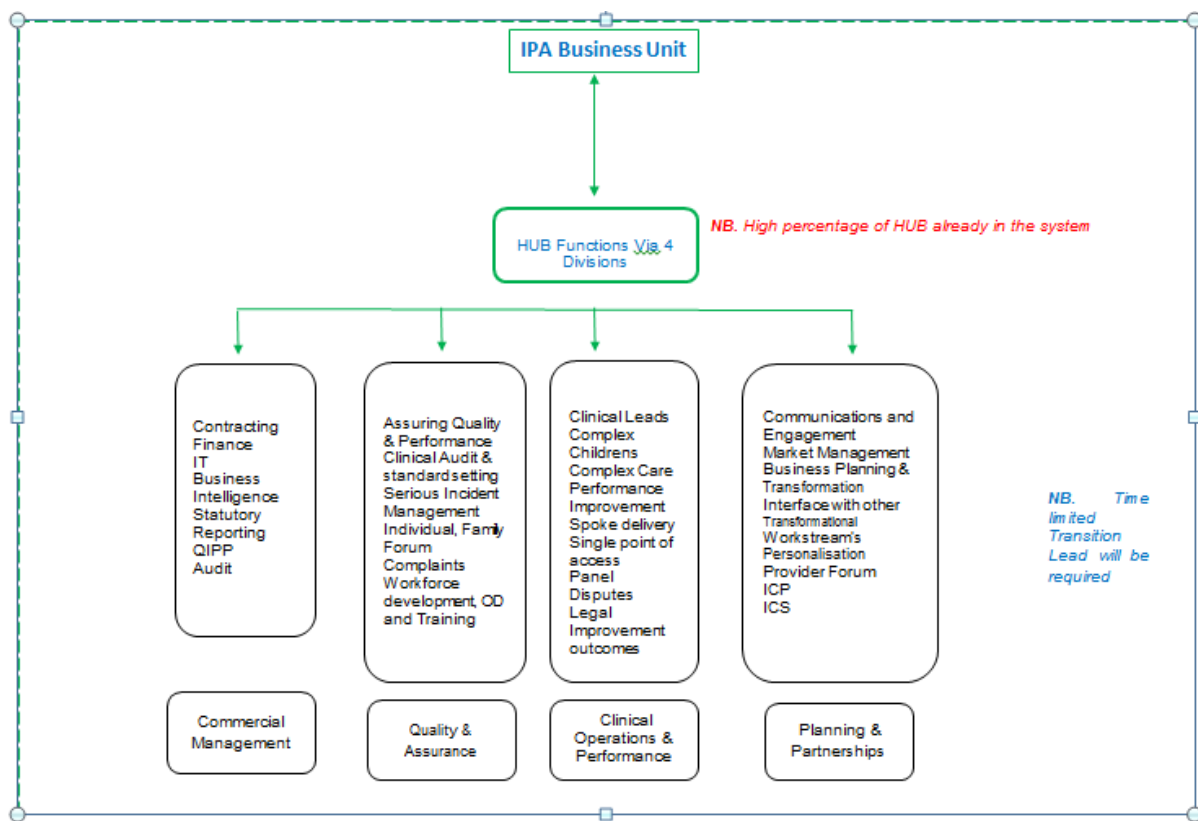 IPA Business Unit
HUB Functions Via 4
Divisions
NB. High percentage of HUB already in the system
Contracting
Finance
IT
Business
Intelligence
Statutory
Reporting
QIPP
Audit
Assuring Quality
& Performance
Clinical Audit &
standard setting
Serious Incident
Management
Individual, Family
Forum
Complaints
Workforce
development, OD
and Training
Clinical Leads
Complex
Childrens
Complex Care
Performance
Improvement
Spoke delivery
Single point of
access
Panel
Disputes
Legal
Improvement
outcomes
Communications and
Engagement
Market Management
Business Planning &
Transformation
Interface with other
Transformational
Workstream's
Personalisation
Provider Forum
ICP
ICS
NB. Time
limited
Transition
Lead will be
required
Commercial
Management
Quality &
Assurance
Clinical
Operations &
Performance
Planning &
Partnerships